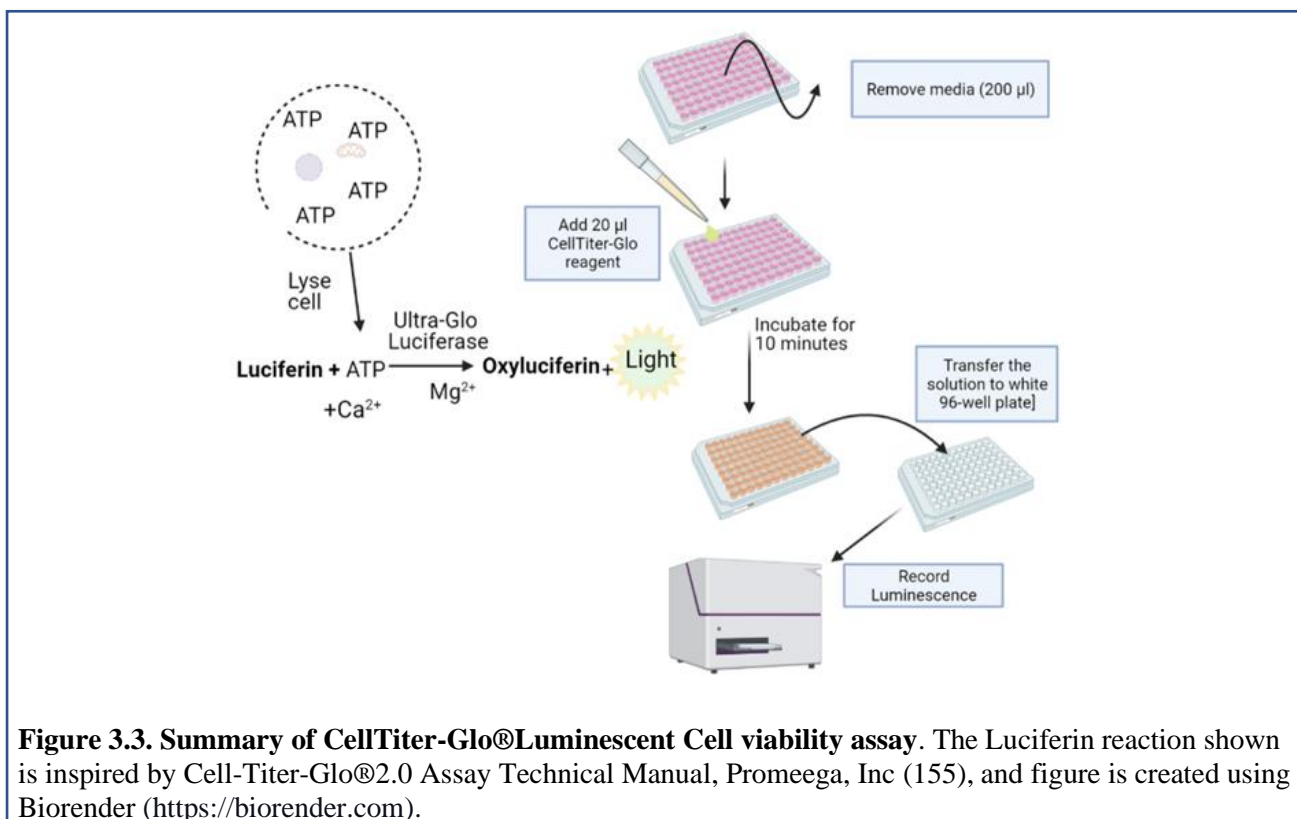 ATP
ATP
ATP
ATP
Lyse
cell
Luciferin + ATP
+Ca²⁺
Ultra-Glo
Luciferase
Mg²⁺
Oxyluciferin+
Light
Remove media (200 µl)
Add 20 µl
CellTiter-Glo
reagent
Incubate for
10 minutes
Transfer the
solution to white
96-well plate]
Record
Luminescence
Figure 3.3. Summary of CellTiter-Glo®Luminescent Cell viability assay. The Luciferin reaction shown
is inspired by Cell-Titer-Glo®2.0 Assay Technical Manual, Promeega, Inc (155), and figure is created using
Biorender (https://biorender.com).